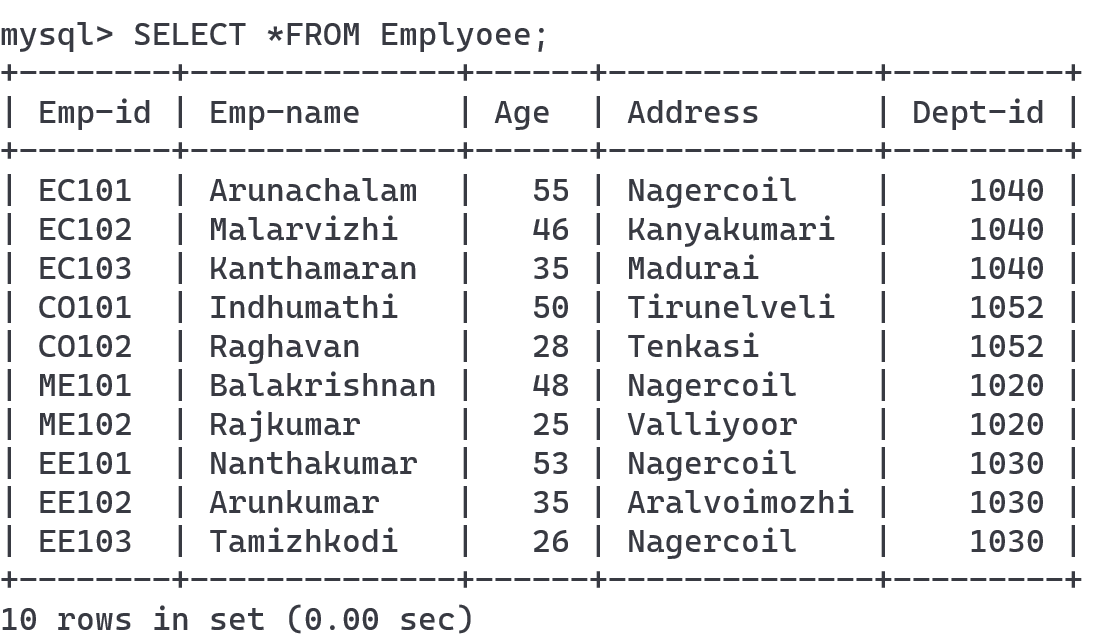 mysql> SELECT *FROM Emplyoee;
+--------+--------------+------+--------------+---------+
| Emp-id | Emp-name     | Age  | Address      | Dept-id |
+--------+--------------+------+--------------+---------+
| EC101  | Arunachalam  |   55 | Nagercoil    |    1040 |
| EC102  | Malarvizhi   |   46 | Kanyakumari  |    1040 |
| EC103  | Kanthamaran  |   35 | Madurai      |    1040 |
| CO101  | Indhumathi   |   50 | Tirunelveli  |    1052 |
| CO102  | Raghavan     |   28 | Tenkasi      |    1052 |
| ME101  | Balakrishnan |   48 | Nagercoil    |    1020 |
| ME102  | Rajkumar     |   25 | Valliyoor    |    1020 |
| EE101  | Nanthakumar  |   53 | Nagercoil    |    1030 |
| EE102  | Arunkumar    |   35 | Aralvoimozhi |    1030 |
| EE103  | Tamizhkodi   |   26 | Nagercoil    |    1030 |
+--------+--------------+------+--------------+---------+
10 rows in set (0.00 sec)